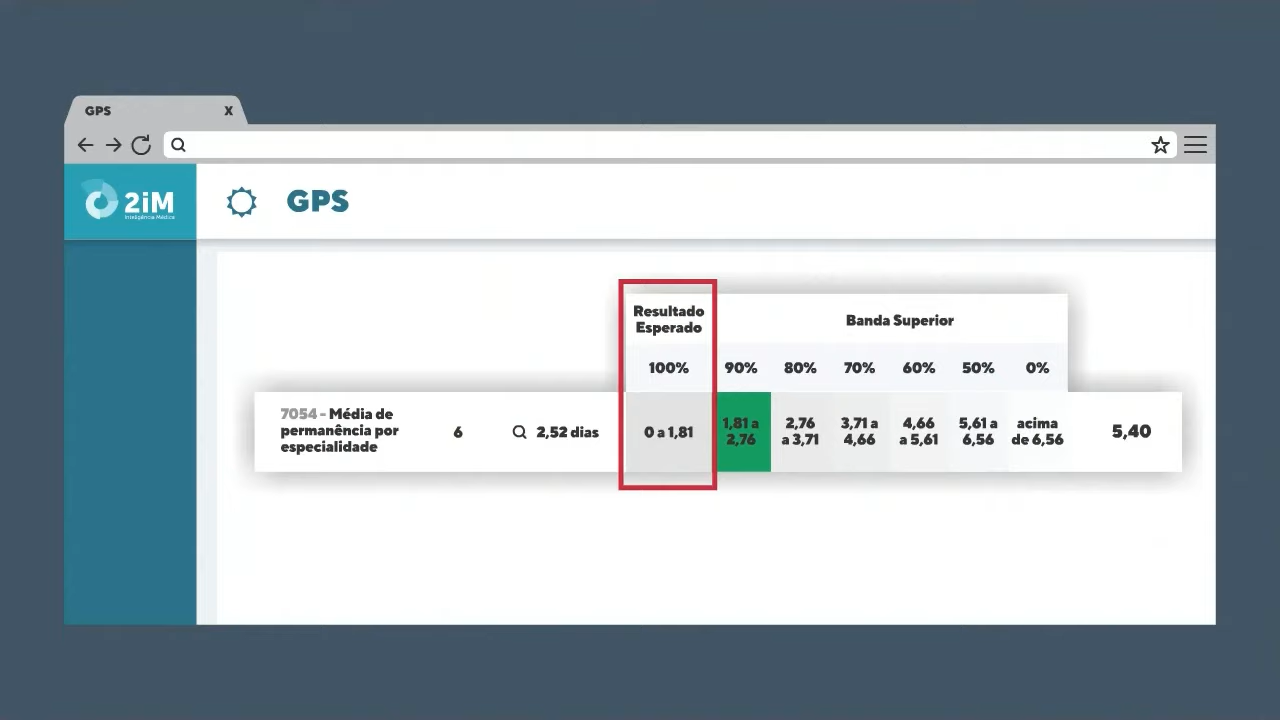 GPS X
2iM
Inteligência Médica
GPS
Resultado
Esperado
Banda Superior
100% 90% 80% 70% 60% 50% 0%
7054 - Média de
permanência por
especialidade
6
2,52 dias
0 a 1,81
1,81 a
2,76
2,76
a 3,71
3,71 a
4,66
4,66
a 5,61
5,61 a
6,56
acima
de 6,56
5,40